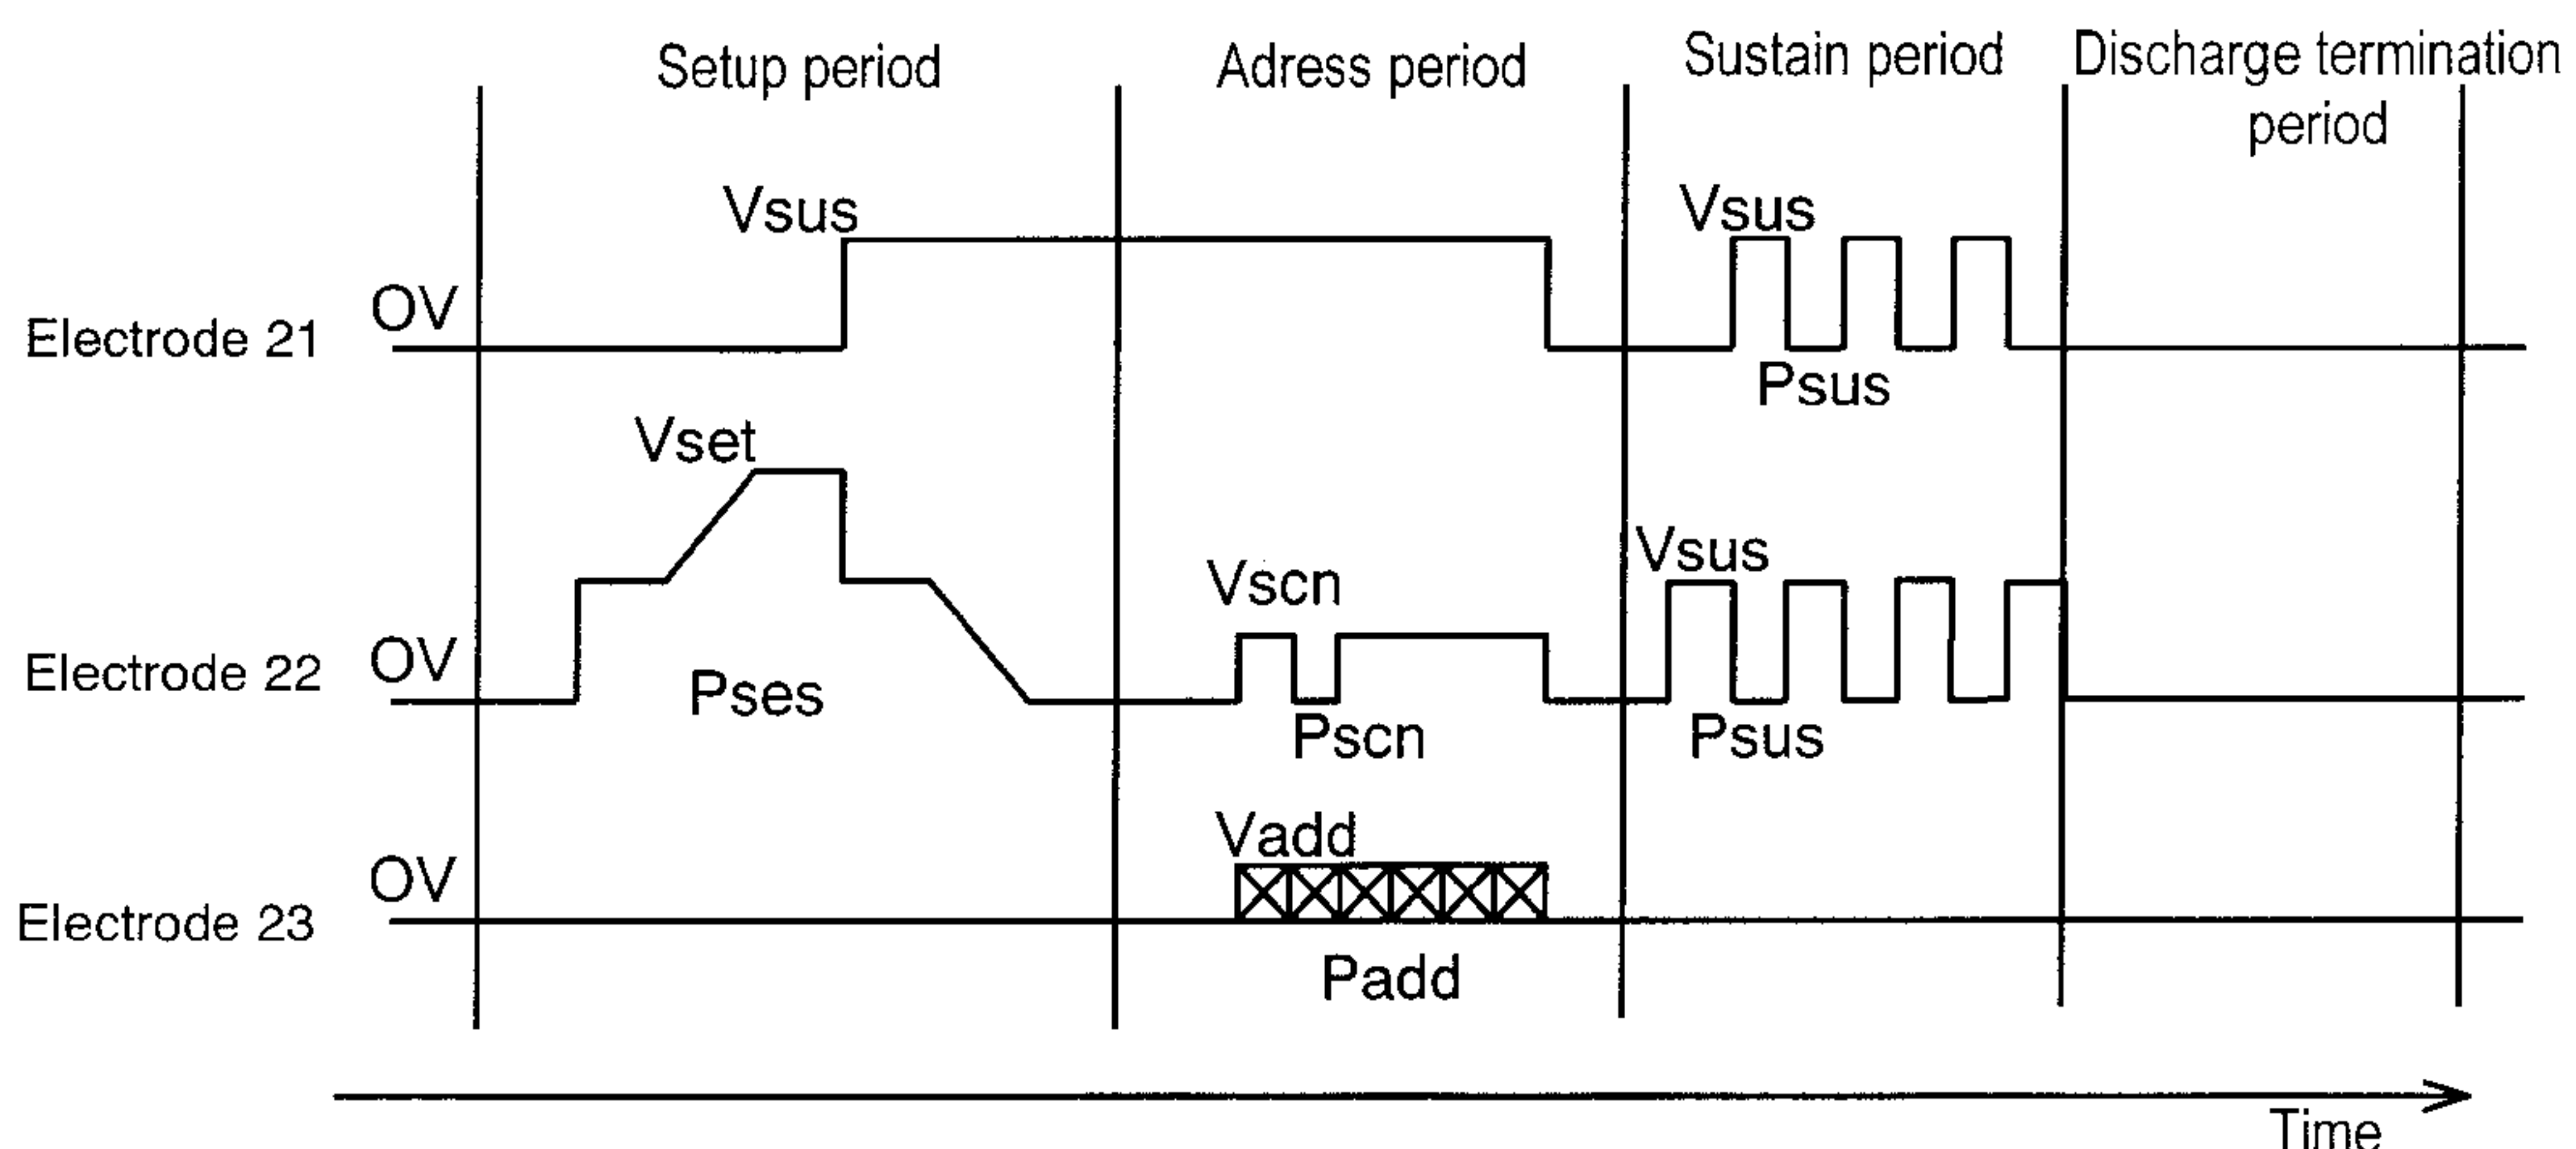 Setup period
Adress period
Sustain period
Discharge termination
period
Vsus
Vsus
OV
Electrode 21
Psus
Vset
Vsus
Vscn
OV
Electrode 22
Pses
Pscn
Psus
Vadd
OV
Electrode 23
Padd
Time